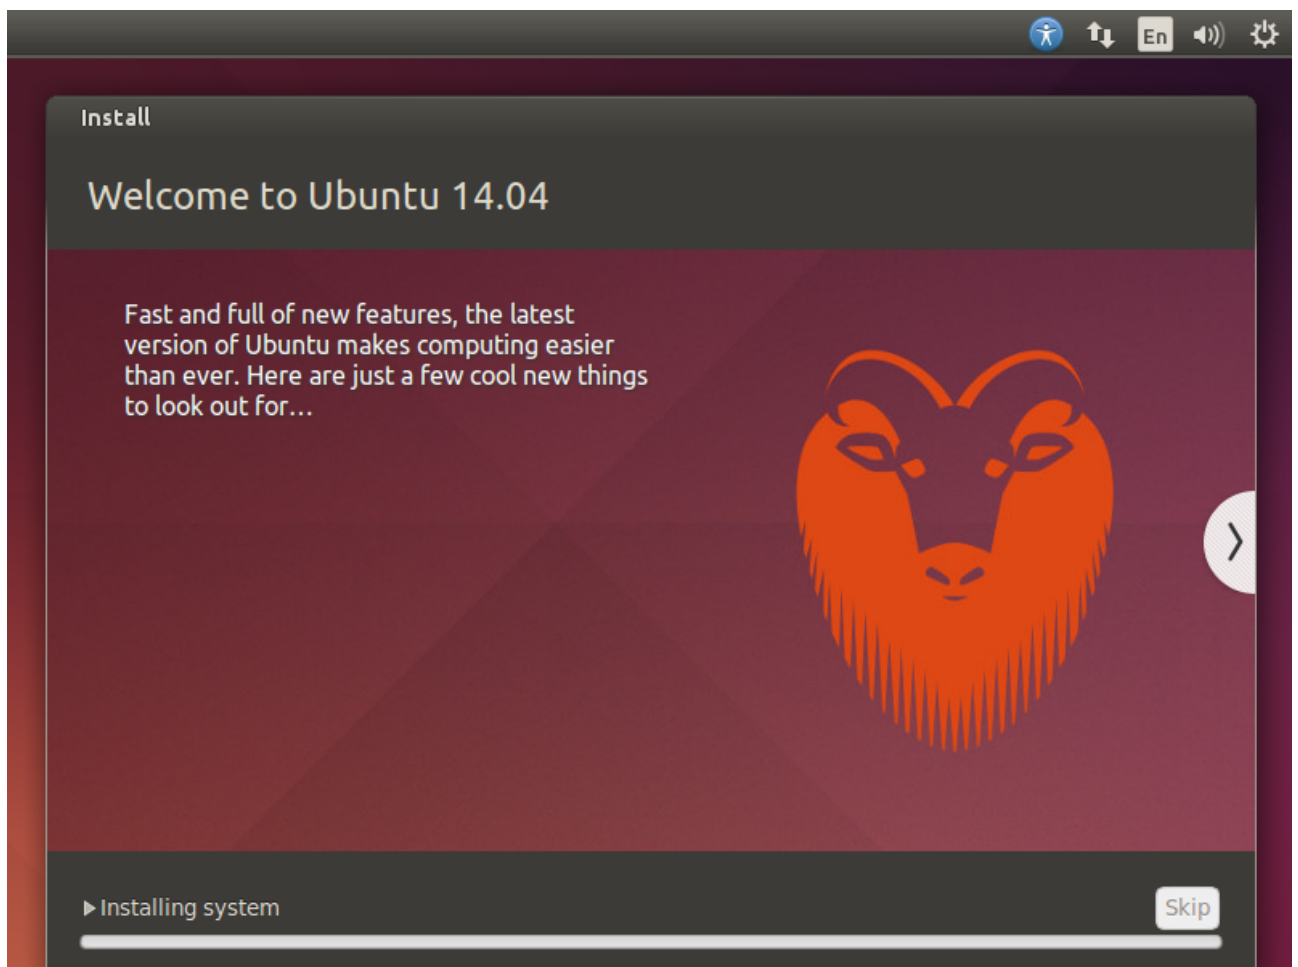 En
Install
Welcome to Ubuntu 14.04
Fast and full of new features, the latest
version of Ubuntu makes computing easier
than ever. Here are just a few cool new things
to look out for...
Installing system
Skip